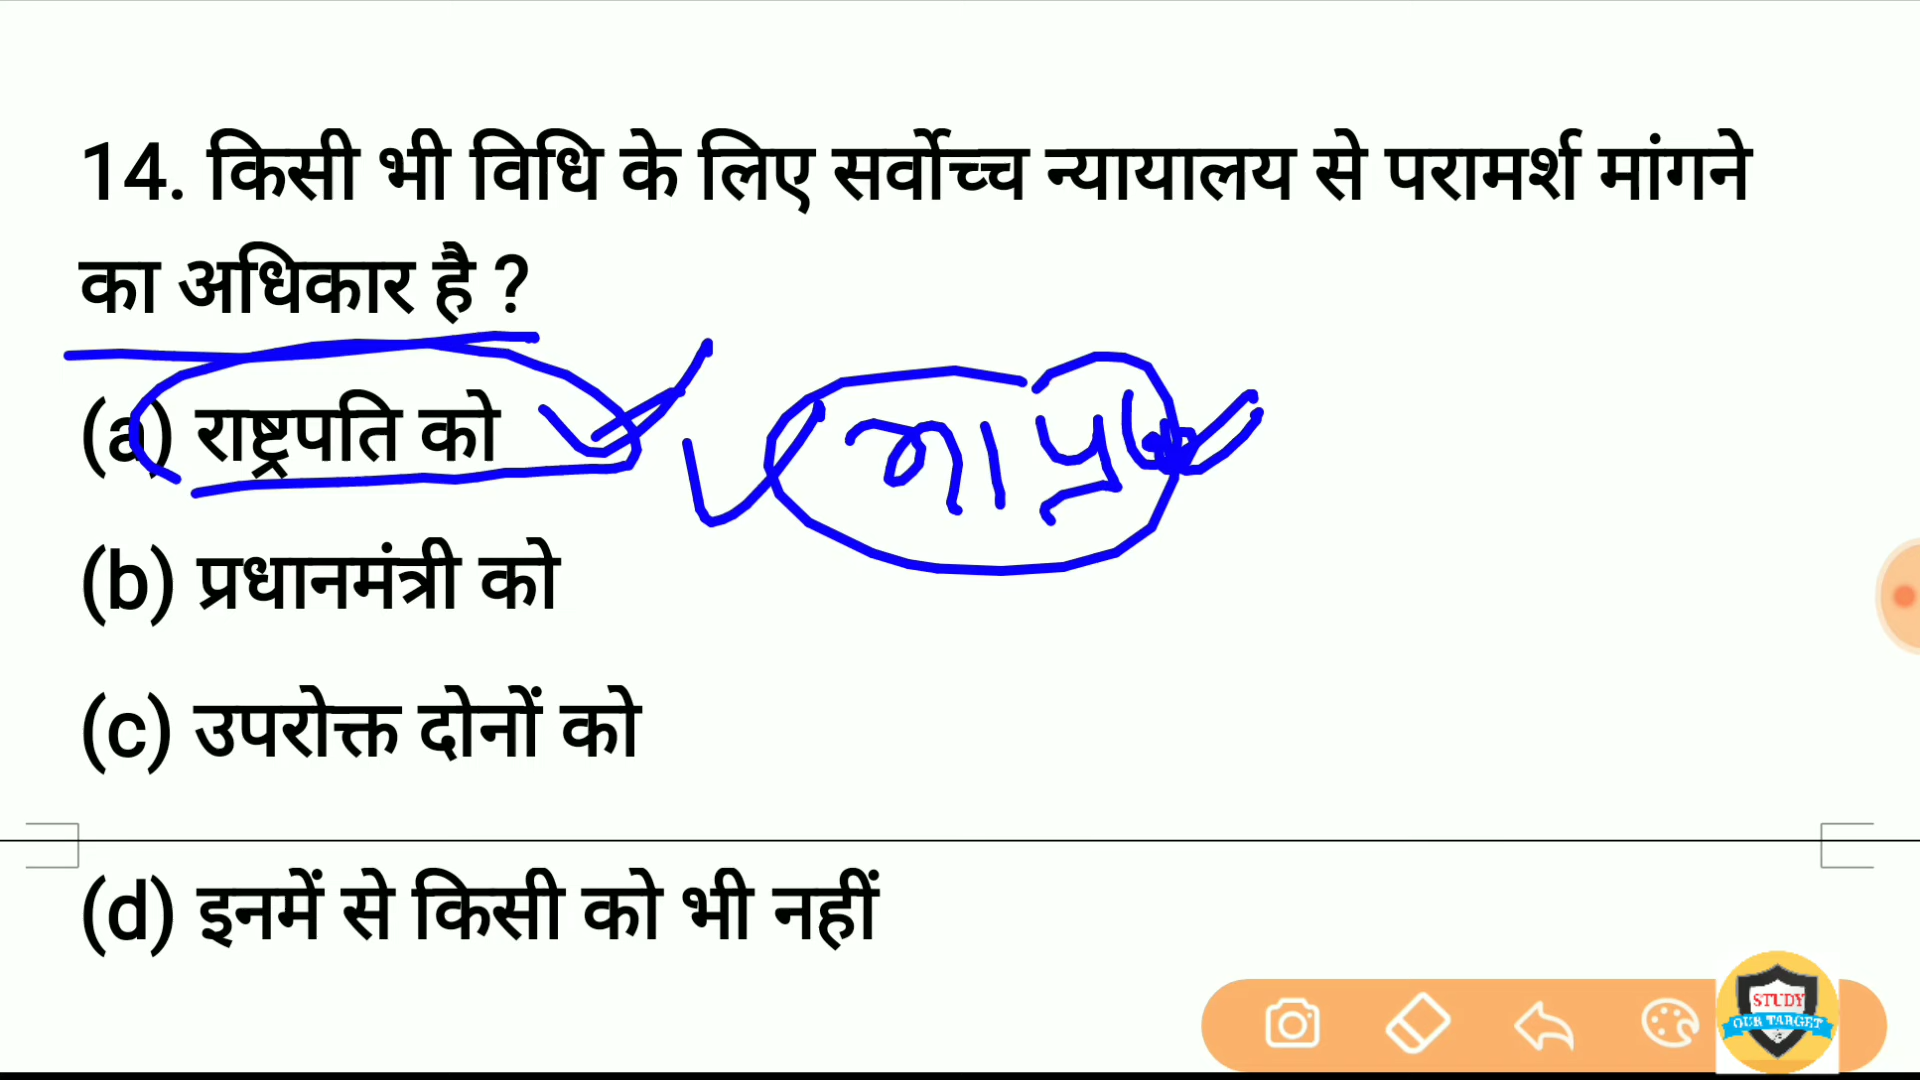 14. किसी भी विधि के लिए सर्वोच्च न्यायालय से परामर्श मांगने
का अधिकार है ?
(a) राष्ट्रपति को
(b) प्रधानमंत्री को
(c) उपरोक्त दोनों को
(d) इनमें से किसी को भी नहीं
STUDY
OUR TARGET